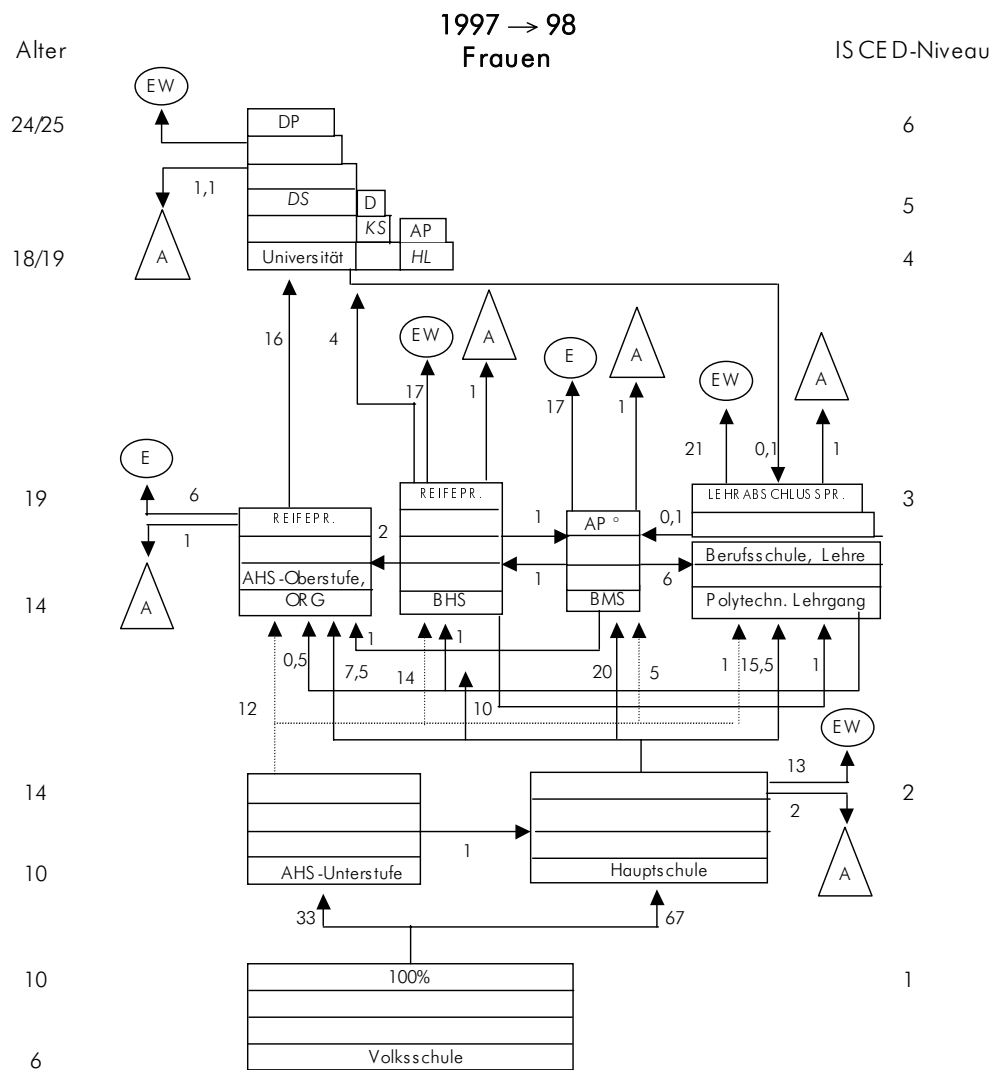 1997 → 98
Frauen
Alter
ISCED-Niveau
EW
24/25
DP
6
1,1
DS
D
5
KS
AP
18/19
A
Universität
HL
4
16
4
EW
A
E
A
EW
A
17
1
17
1
21
0,1
1
E
19
6
REIFEPR.
LEHRABSCHLUSSPR.
3
REIFEPR.
2
1
AP °
0,1
1
Berufsschule, Lehre
AHS-Oberstufe,
1
6
14
A
ORG
BHS
BMS
Polytechn. Lehrgang
1
1
0,5
7,5
14
20
5
1
15,5
1
12
10
EW
13
14
2
2
1
10
AHS-Unterstufe
Hauptschule
A
33
67
10
100%
1
Volksschule
6